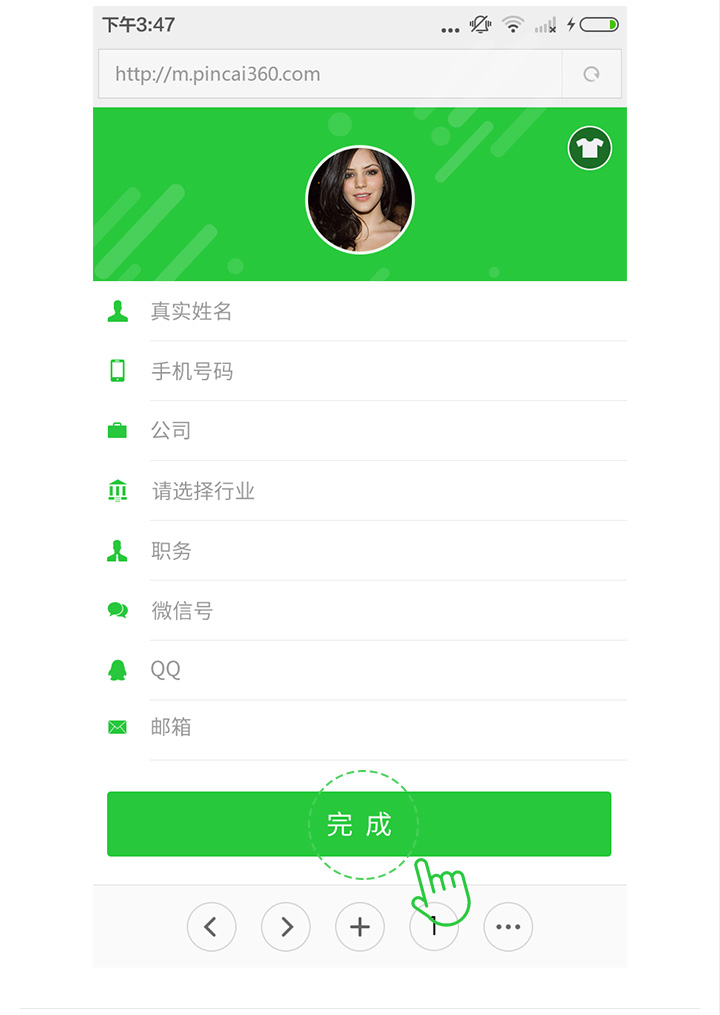 下午3:47
http://m.pincai360.com
真实姓名
手机号码
公司
请选择行业
职务
微信号
QQ
邮箱
完成
1